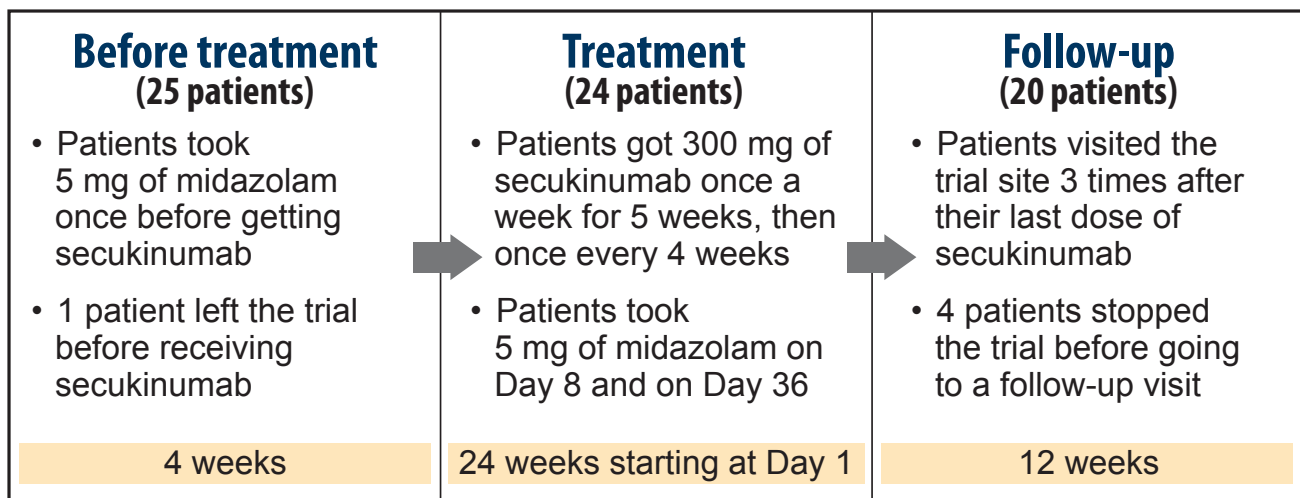 Before treatment
(25 patients)
• Patients took
5 mg of midazolam
once before getting
secukinumab
• 1 patient left the trial
before receiving
secukinumab
4 weeks
Treatment
(24 patients)
• Patients got 300 mg of
secukinumab once a
week for 5 weeks, then
once every 4 weeks
• Patients took
5 mg of midazolam on
Day 8 and on Day 36
24 weeks starting at Day 1
Follow-up
(20 patients)
• Patients visited the
trial site 3 times after
their last dose of
secukinumab
• 4 patients stopped
the trial before going
to a follow-up visit
12 weeks